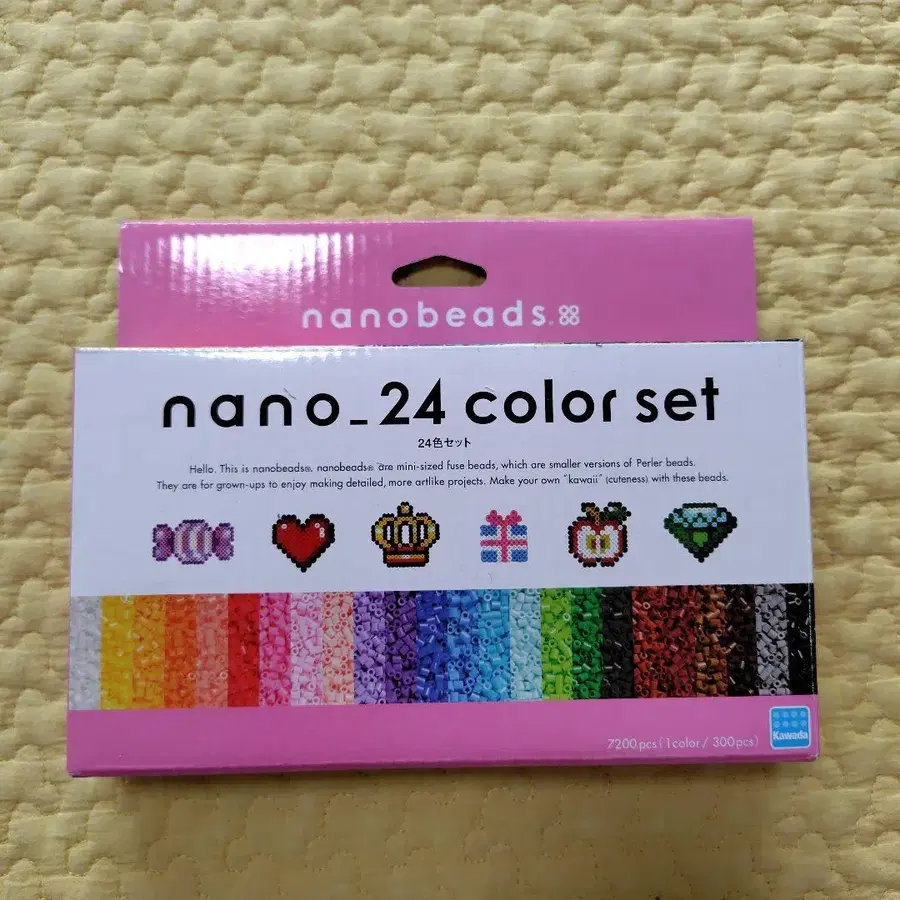 nanobeads®
nano_24 color set
24色セット
Hello. This is nanobeads®. nanobeads® are mini-sized fuse beads, which are smaller versions of Perler beads.
They are for grown-ups to enjoy making detailed, more artlike projects. Make your own "kawaii" (cuteness) with these beads.
7200pcs(1color / 300pcs)
Kawada